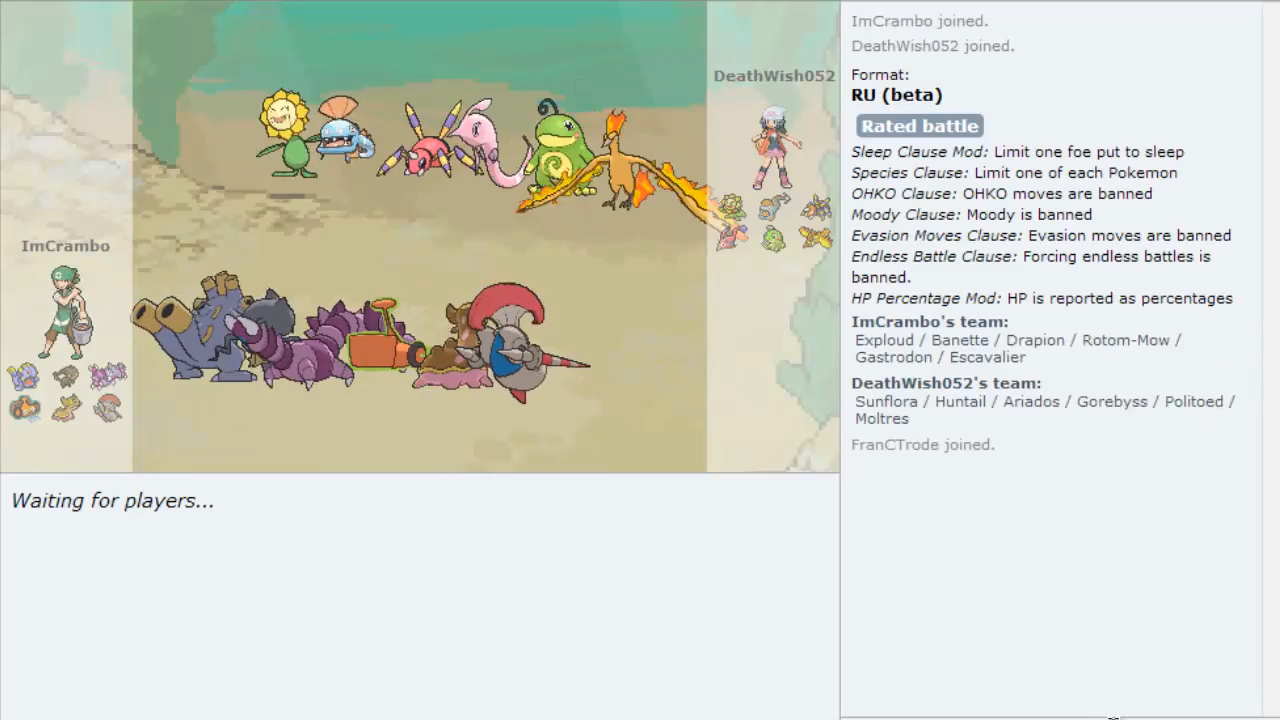 DeathWish052
ImCrambo
Waiting for players...
ImCrambo joined.
DeathWish052 joined.
Format:
RU (beta)
Rated battle
Sleep Clause Mod: Limit one foe put to sleep
Species Clause: Limit one of each Pokemon
OHKO Clause: OHKO moves are banned
Moody Clause: Moody is banned
Evasion Moves Clause: Evasion moves are banned
Endless Battle Clause: Forcing endless battles is
banned.
HP Percentage Mod: HP is reported as percentages
ImCrambo's team:
Exploud / Banette / Drapion / Rotom-Mow /
Gastrodon / Escavalier
DeathWish052's team:
Sunflora / Huntail / Ariados / Gorebyss / Politoed /
Moltres
FranCTrode joined.